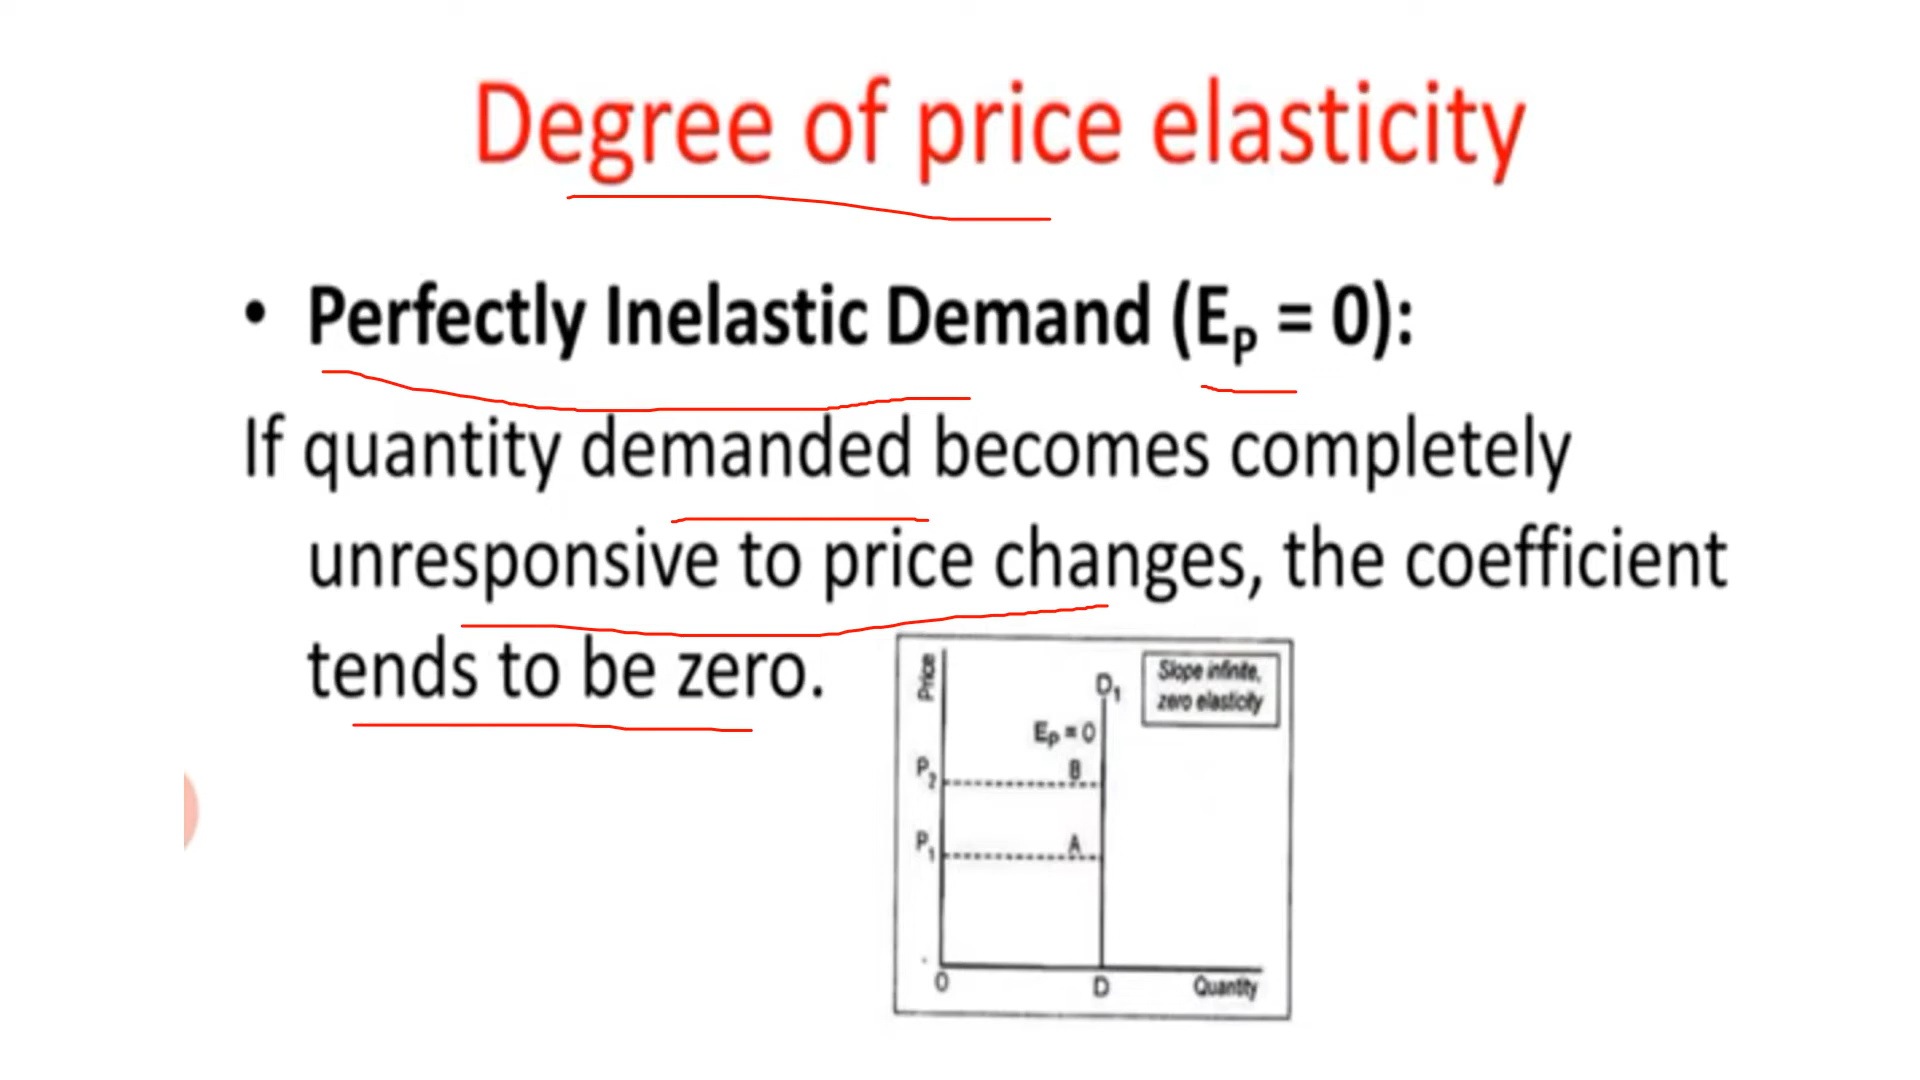 Degree of price elasticity
• Perfectly Inelastic Demand (Eₚ = 0):
If quantity demanded becomes completely
unresponsive to price changes, the coefficient
tends to be zero.
Price
D₁
Slope infinite,
zero elasticity
Eₚ = 0
P₂
B
P₁
A
O
D
Quantity